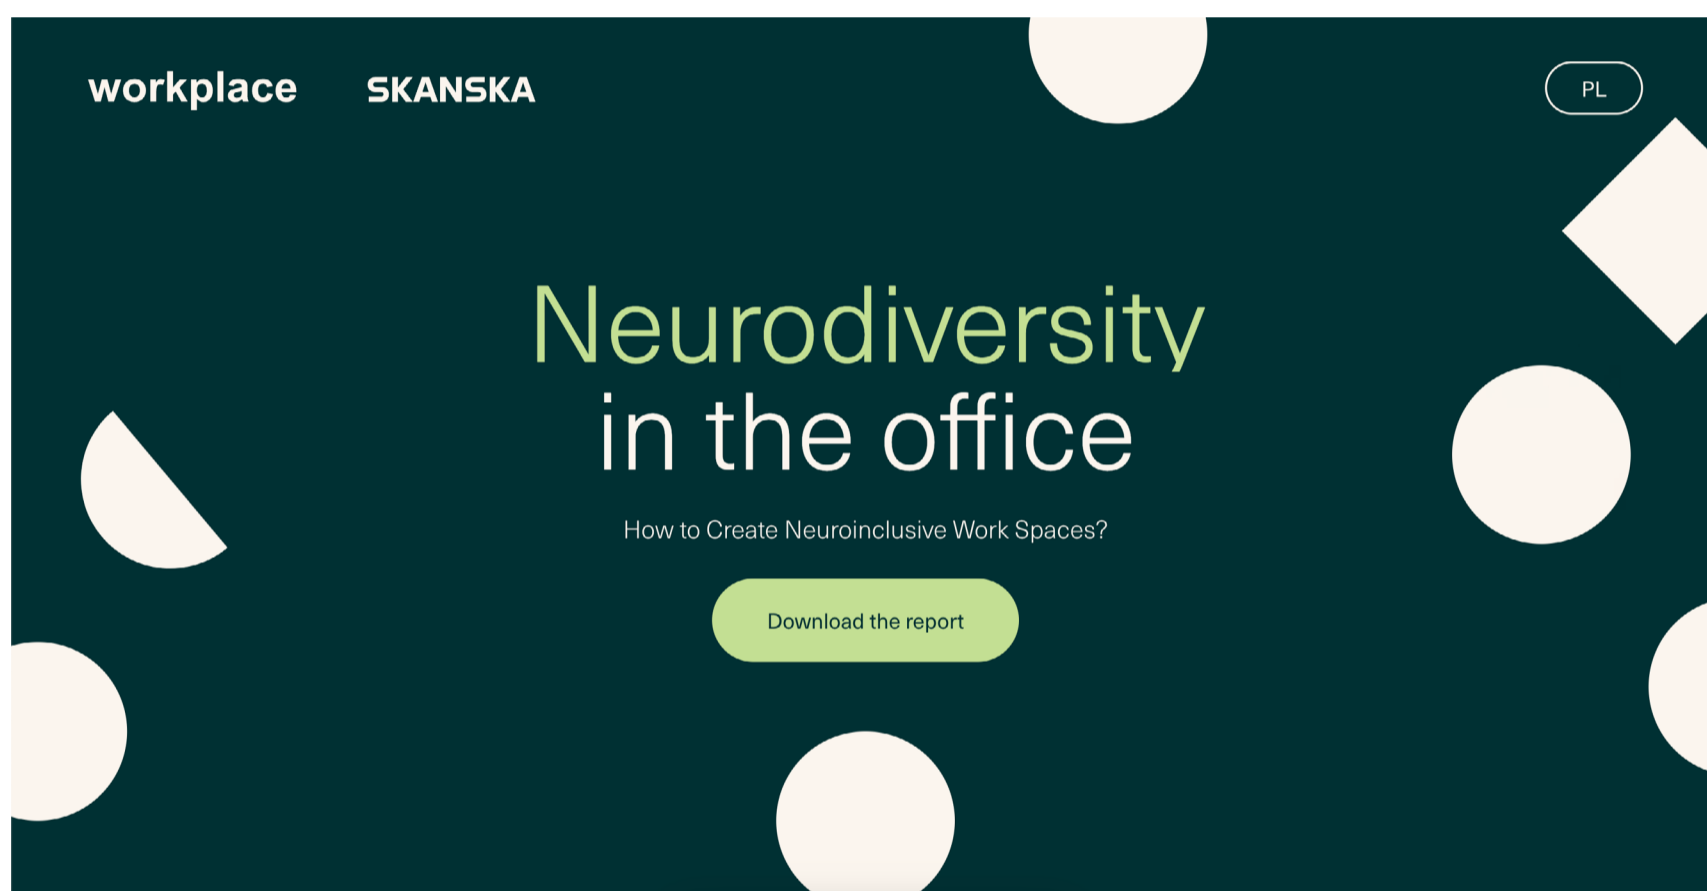 workplace
SKANSKA
PL
Neurodiversity
in the office
How to Create Neuroinclusive Work Spaces?
Download the report